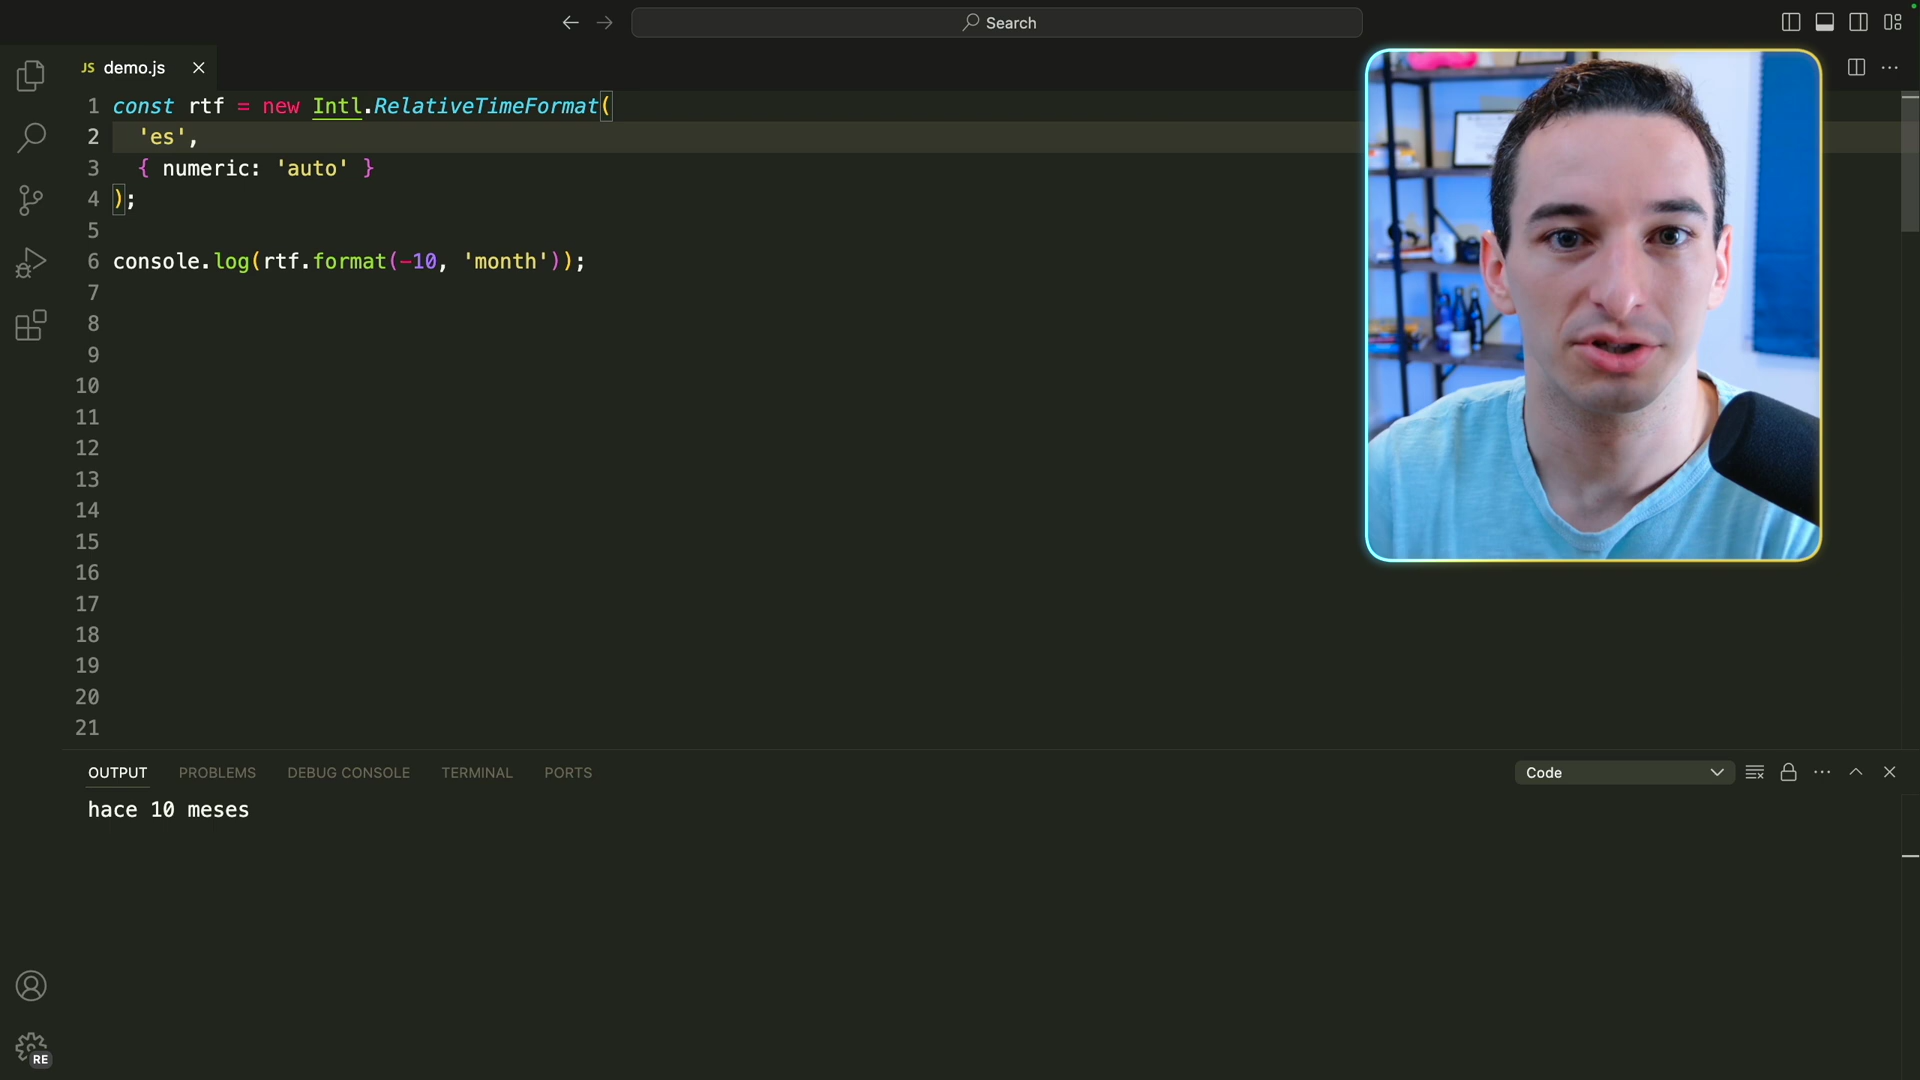 Search
JS demo.js
1 const rtf = new Intl.RelativeTimeFormat(
2 'es',
3 { numeric: 'auto' }
4 );
5
6 console.log(rtf.format(-10, 'month'));
7
8
9
10
11
12
13
14
15
16
17
18
19
20
21
OUTPUT PROBLEMS DEBUG CONSOLE TERMINAL PORTS Code
hace 10 meses
RE